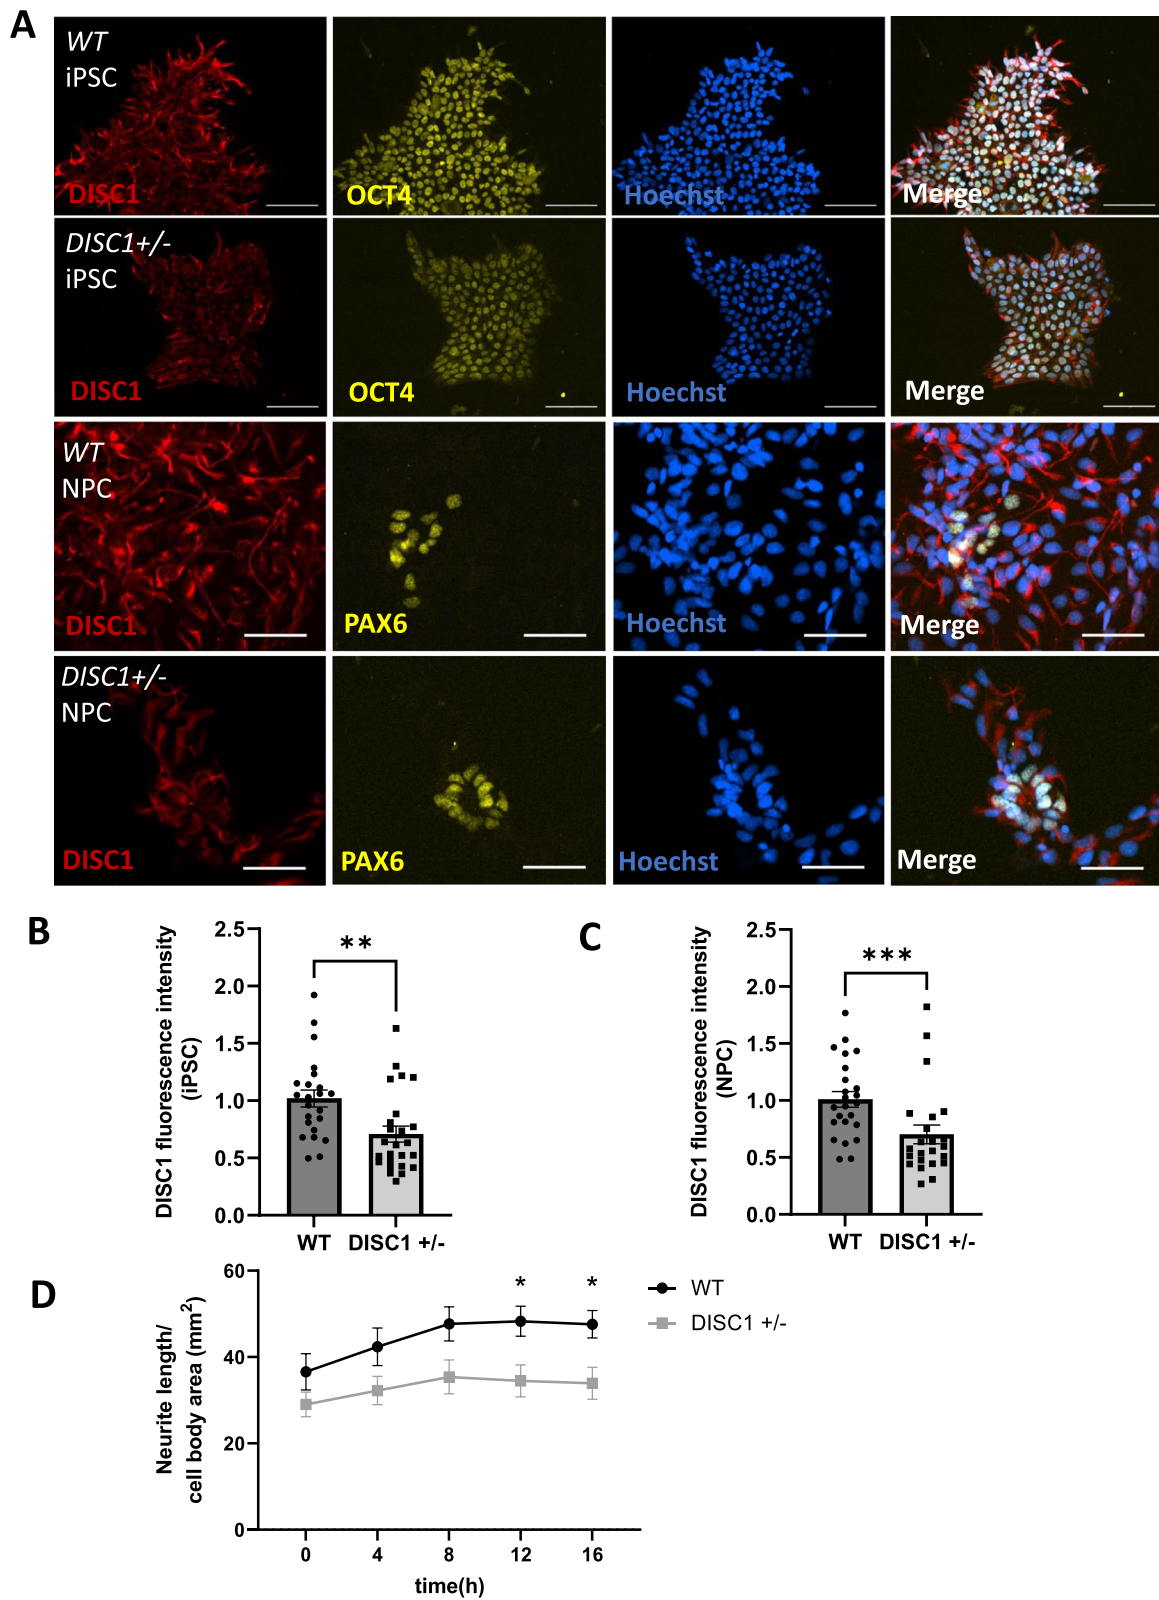 A
WT
iPSC
DISC1
OCT4
Hoechst
Merge
DISC1+/-
iPSC
DISC1
OCT4
Hoechst
Merge
WT
NPC
DISC1
PAX6
Hoechst
Merge
DISC1+/-
NPC
DISC1
PAX6
Hoechst
Merge
B
DISC1 fluorescence intensity
(iPSC)
2.5
2.0
1.5
1.0
0.5
0.0
**
WT DISC1 +/-
C
DISC1 fluorescence intensity
(NPC)
2.5
2.0
1.5
1.0
0.5
0.0
***
WT DISC1 +/-
D
Neurite length/
cell body area (mm²)
60
40
20
0
* *
0 4 8 12 16
time(h)
WT
DISC1 +/-